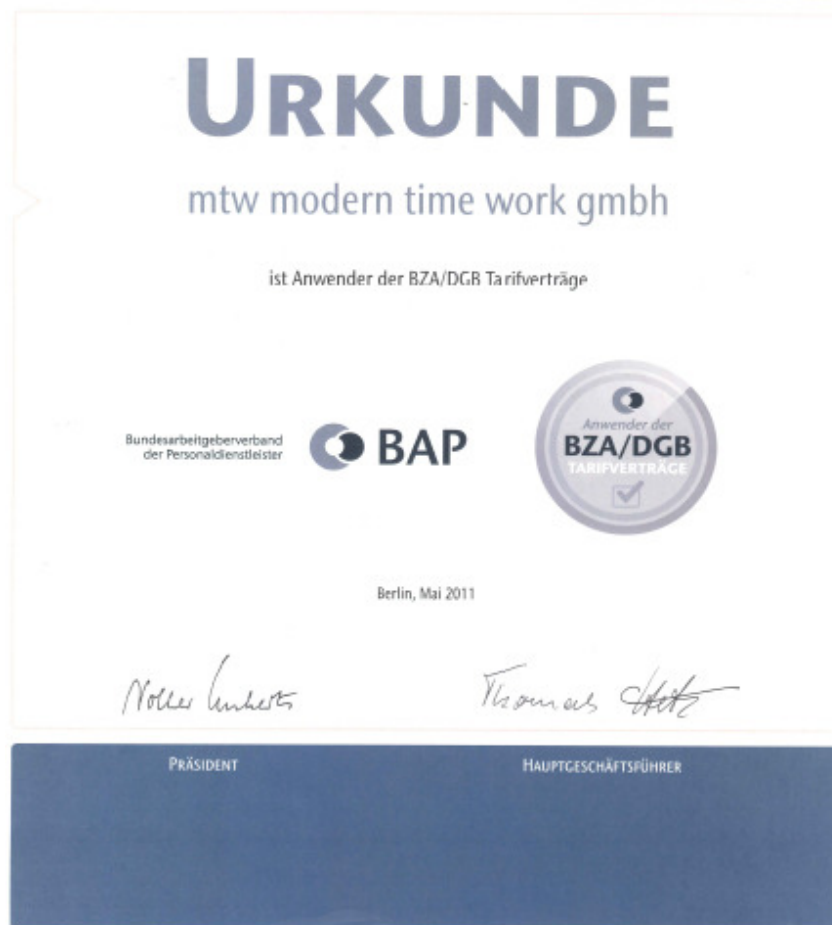 URKUNDE
mtw modern time work gmbh
ist Anwender der BZA/DGB Tarifverträge
Bundesarbeitgeberverband
der Personaldienstleister
BAP
Anwender der
BZA/DGB
TARIFVERTRÄGE
Berlin, Mai 2011
Thomas
PRÄSIDENT
HAUPTGESCHÄFTSFÜHRER